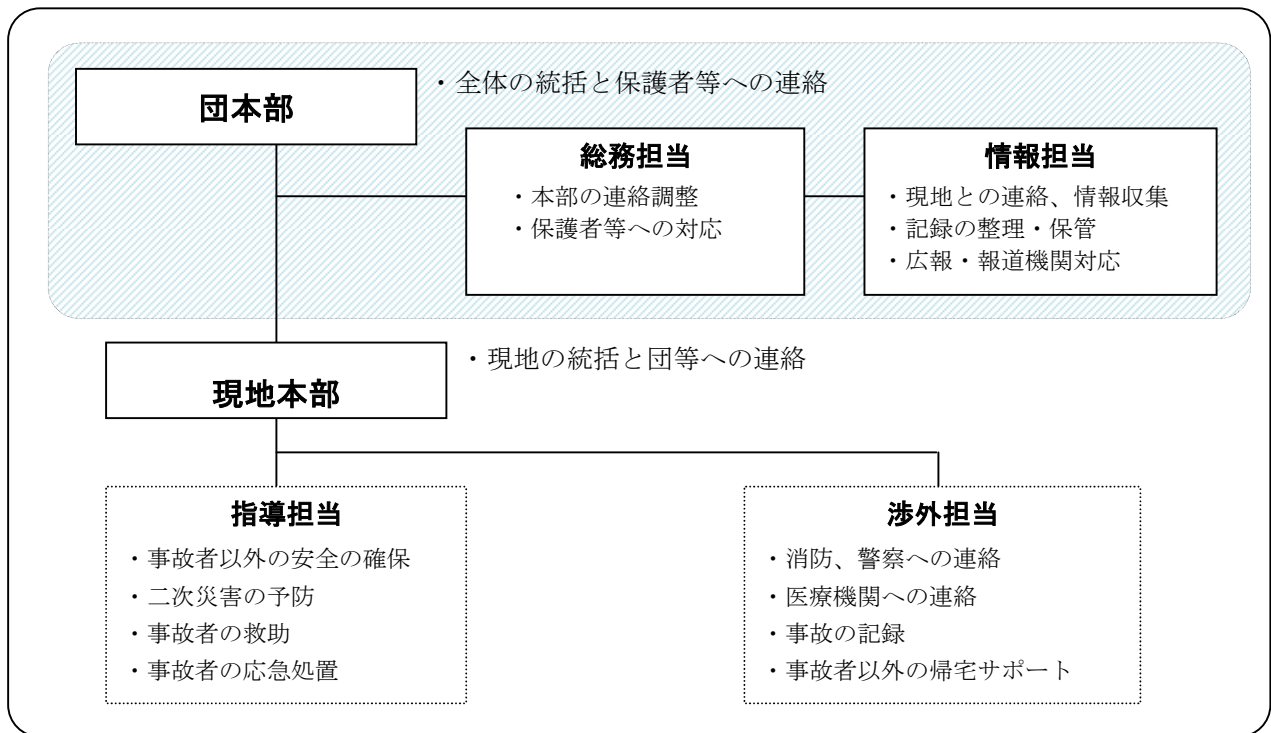 団本部
・全体の統括と保護者等への連絡
総務担当
・本部の連絡調整
・保護者等への対応
情報担当
・現地との連絡、情報収集
・記録の整理・保管
・広報・報道機関対応
現地本部
・現地の統括と団等への連絡
指導担当
・事故者以外の安全の確保
・二次災害の予防
・事故者の救助
・事故者の応急処置
渉外担当
・消防、警察への連絡
・医療機関への連絡
・事故の記録
・事故者以外の帰宅サポート